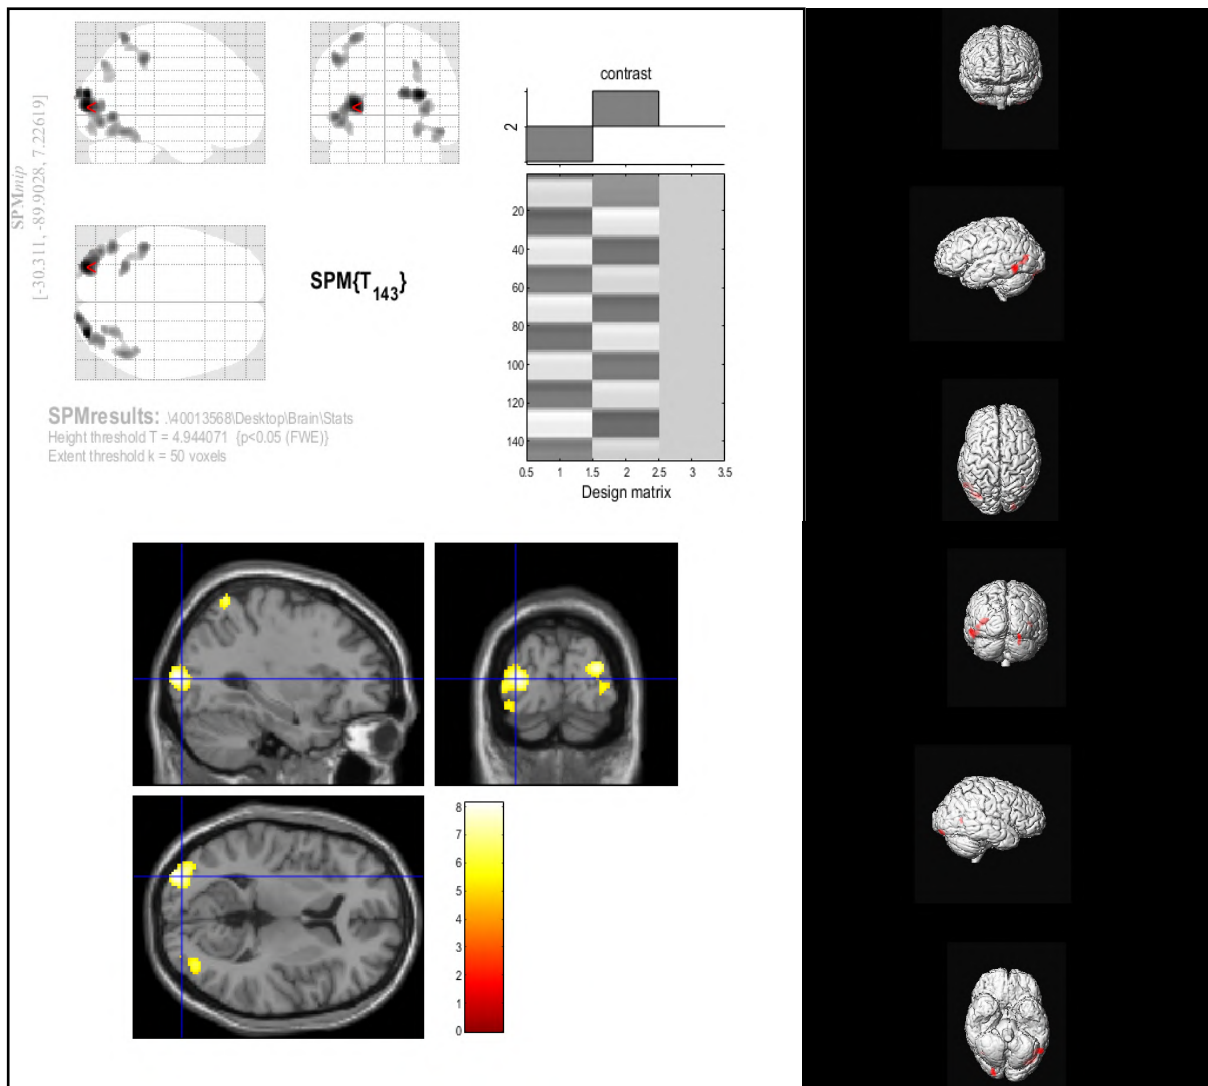 SPMmip
[-30.311, -89.9028, 7.22619]
<
<
<
SPM{T143}
SPMresults: .\40013568\Desktop\Brain\Stats
Height threshold T = 4.944071 {p<0.05 (FWE)}
Extent threshold k = 50 voxels
contrast
2
20
40
60
80
100
120
140
0.5 1 1.5 2 2.5 3 3.5
Design matrix
8
7
6
5
4
3
2
1
0